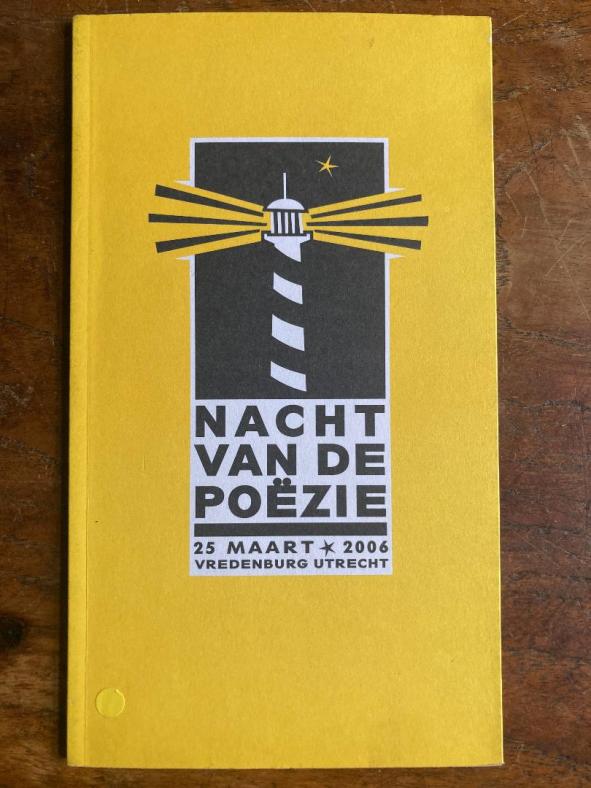 NACHT
VAN DE
POËZIE
25 MAART ★ 2006
VREDENBURG UTRECHT